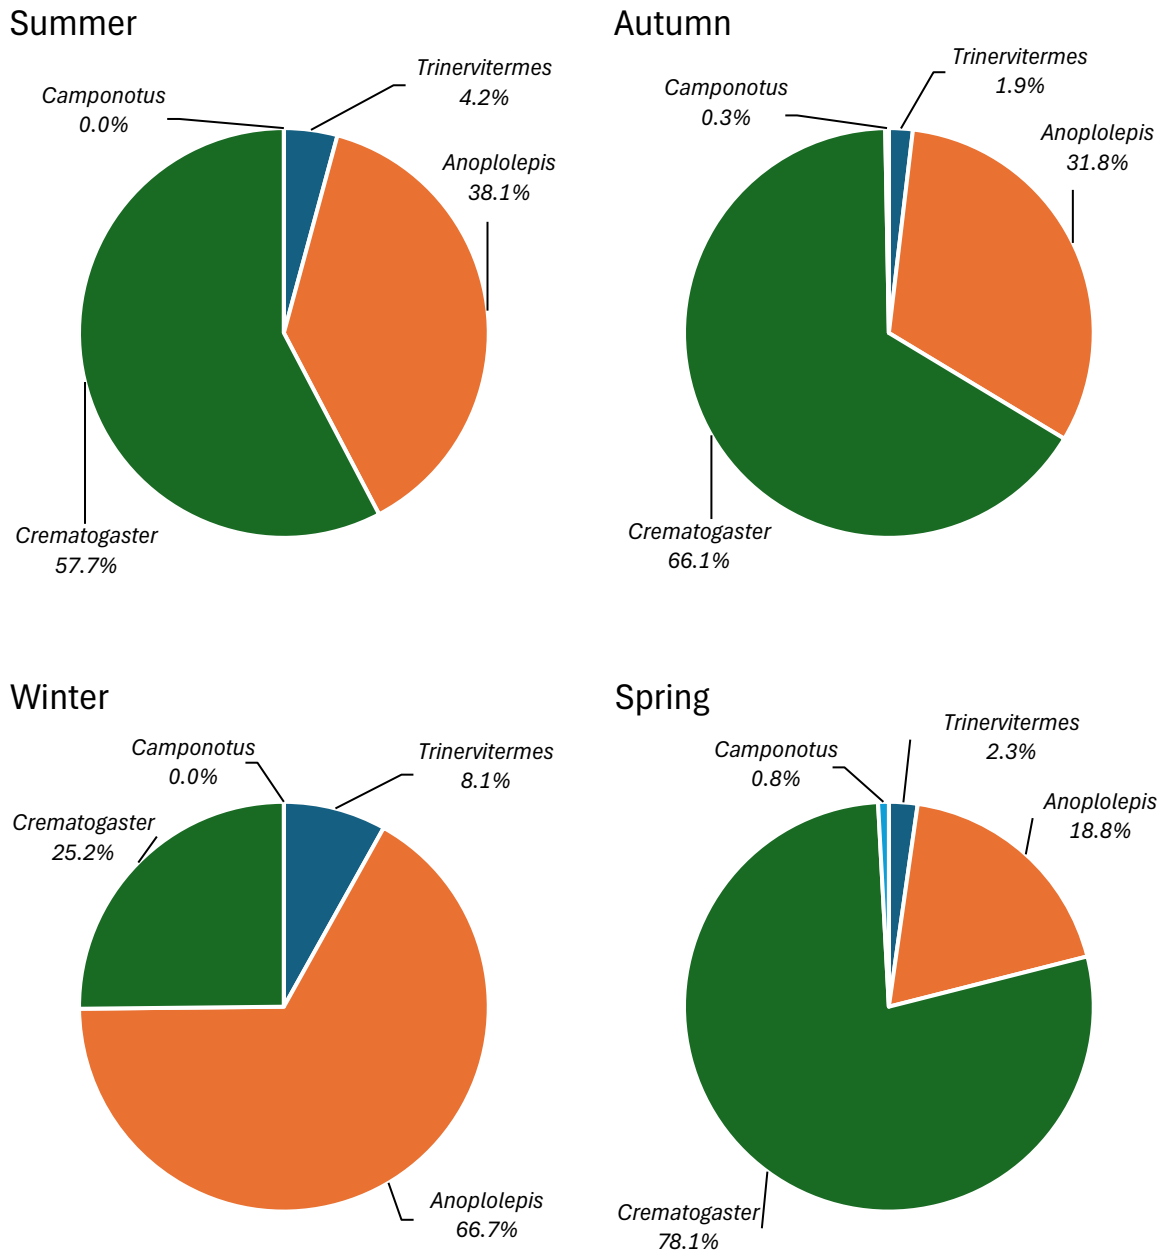 Summer
Camponotus
0.0%
Trinervitermes
4.2%
Anoplolepis
38.1%
Crematogaster
57.7%
Autumn
Camponotus
0.3%
Trinervitermes
1.9%
Anoplolepis
31.8%
Crematogaster
66.1%
Winter
Camponotus
0.0%
Trinervitermes
8.1%
Crematogaster
25.2%
Anoplolepis
66.7%
Spring
Camponotus
0.8%
Trinervitermes
2.3%
Anoplolepis
18.8%
Crematogaster
78.1%